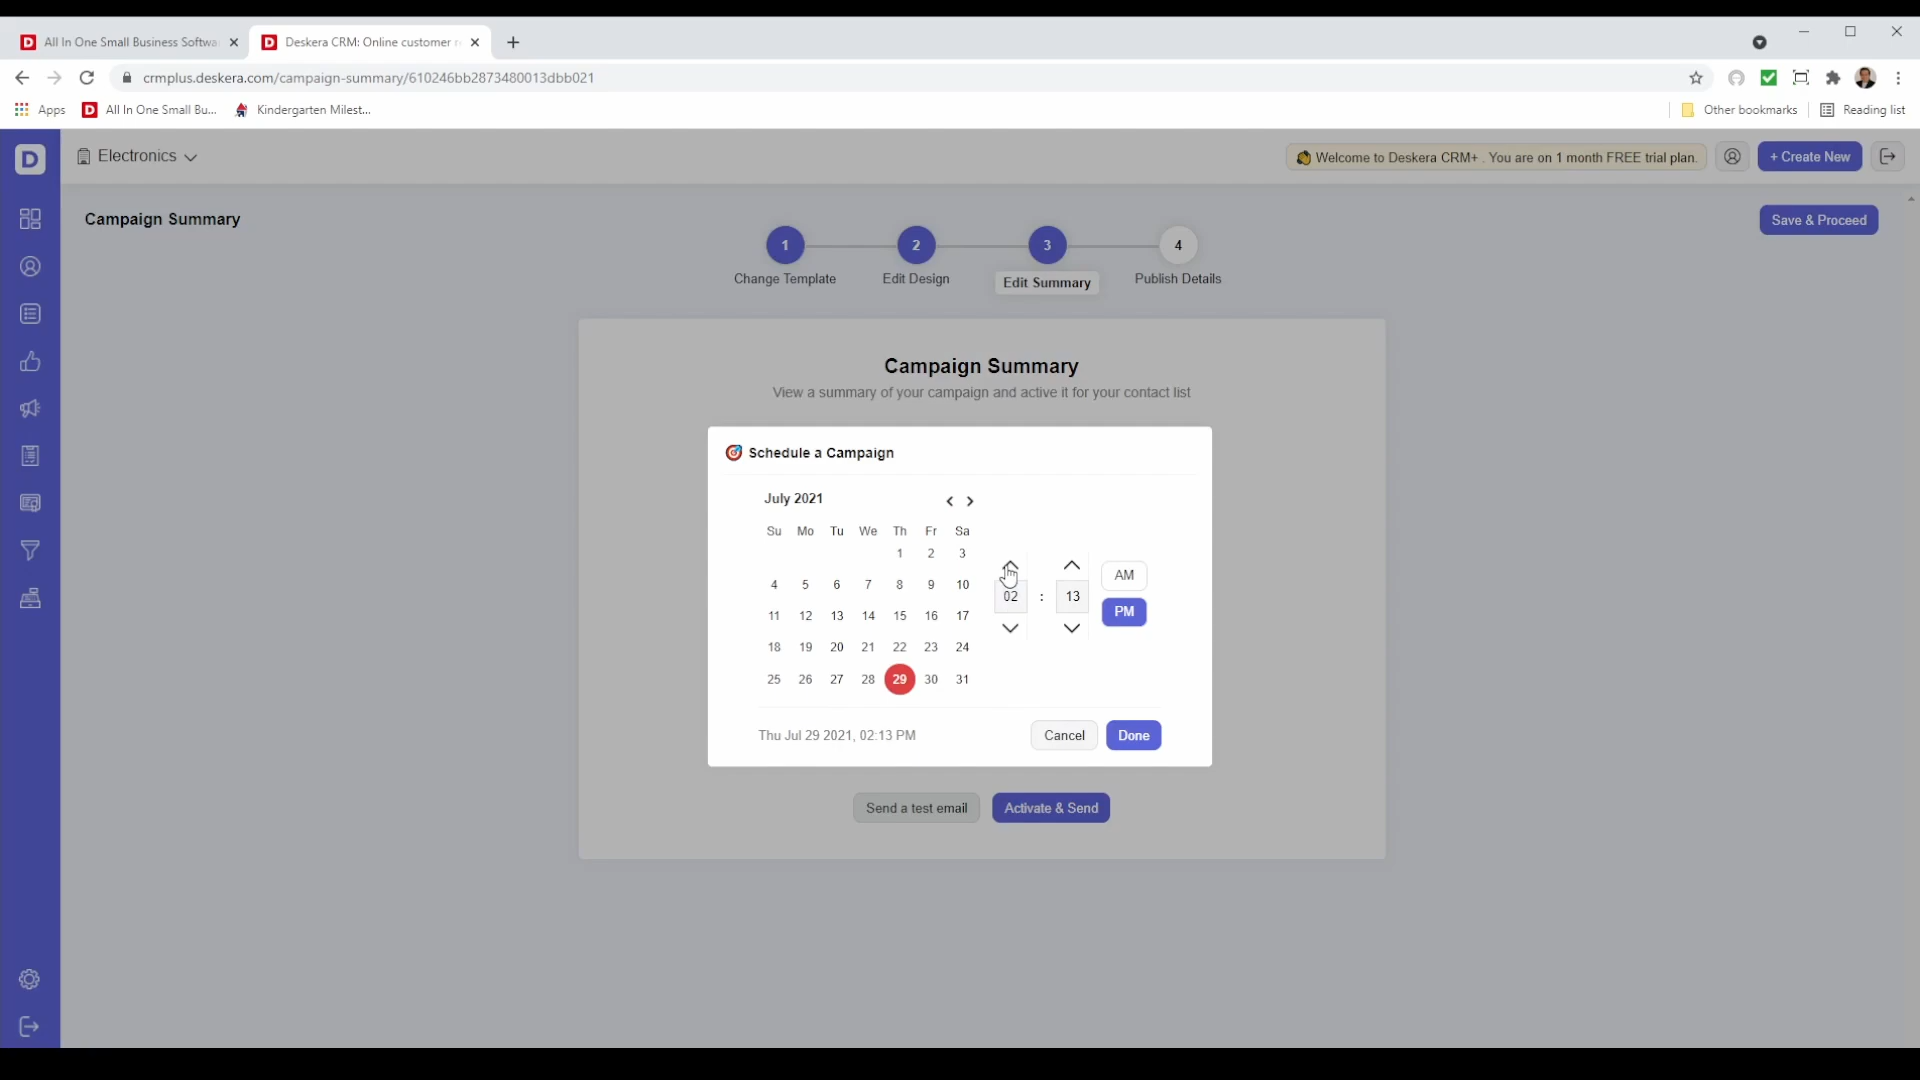 All In One Small Business Softwa
Deskera CRM: Online customer r
crmplus.deskera.com/campaign-summary/610246bb2873480013dbb021
Apps
All In One Small Bu...
Kindergarten Milest...
Other bookmarks
Reading list
D
Electronics
Welcome to Deskera CRM+ . You are on 1 month FREE trial plan.
+ Create New
Campaign Summary
Save & Proceed
1 2 3 4
Change Template Edit Design Edit Summary Publish Details
Campaign Summary
View a summary of your campaign and active it for your contact list
Schedule a Campaign
July 2021
Su Mo Tu We Th Fr Sa
1 2 3
4 5 6 7 8 9 10
11 12 13 14 15 16 17
18 19 20 21 22 23 24
25 26 27 28 29 30 31
02 : 13
AM
PM
Thu Jul 29 2021, 02:13 PM
Cancel
Done
Send a test email
Activate & Send